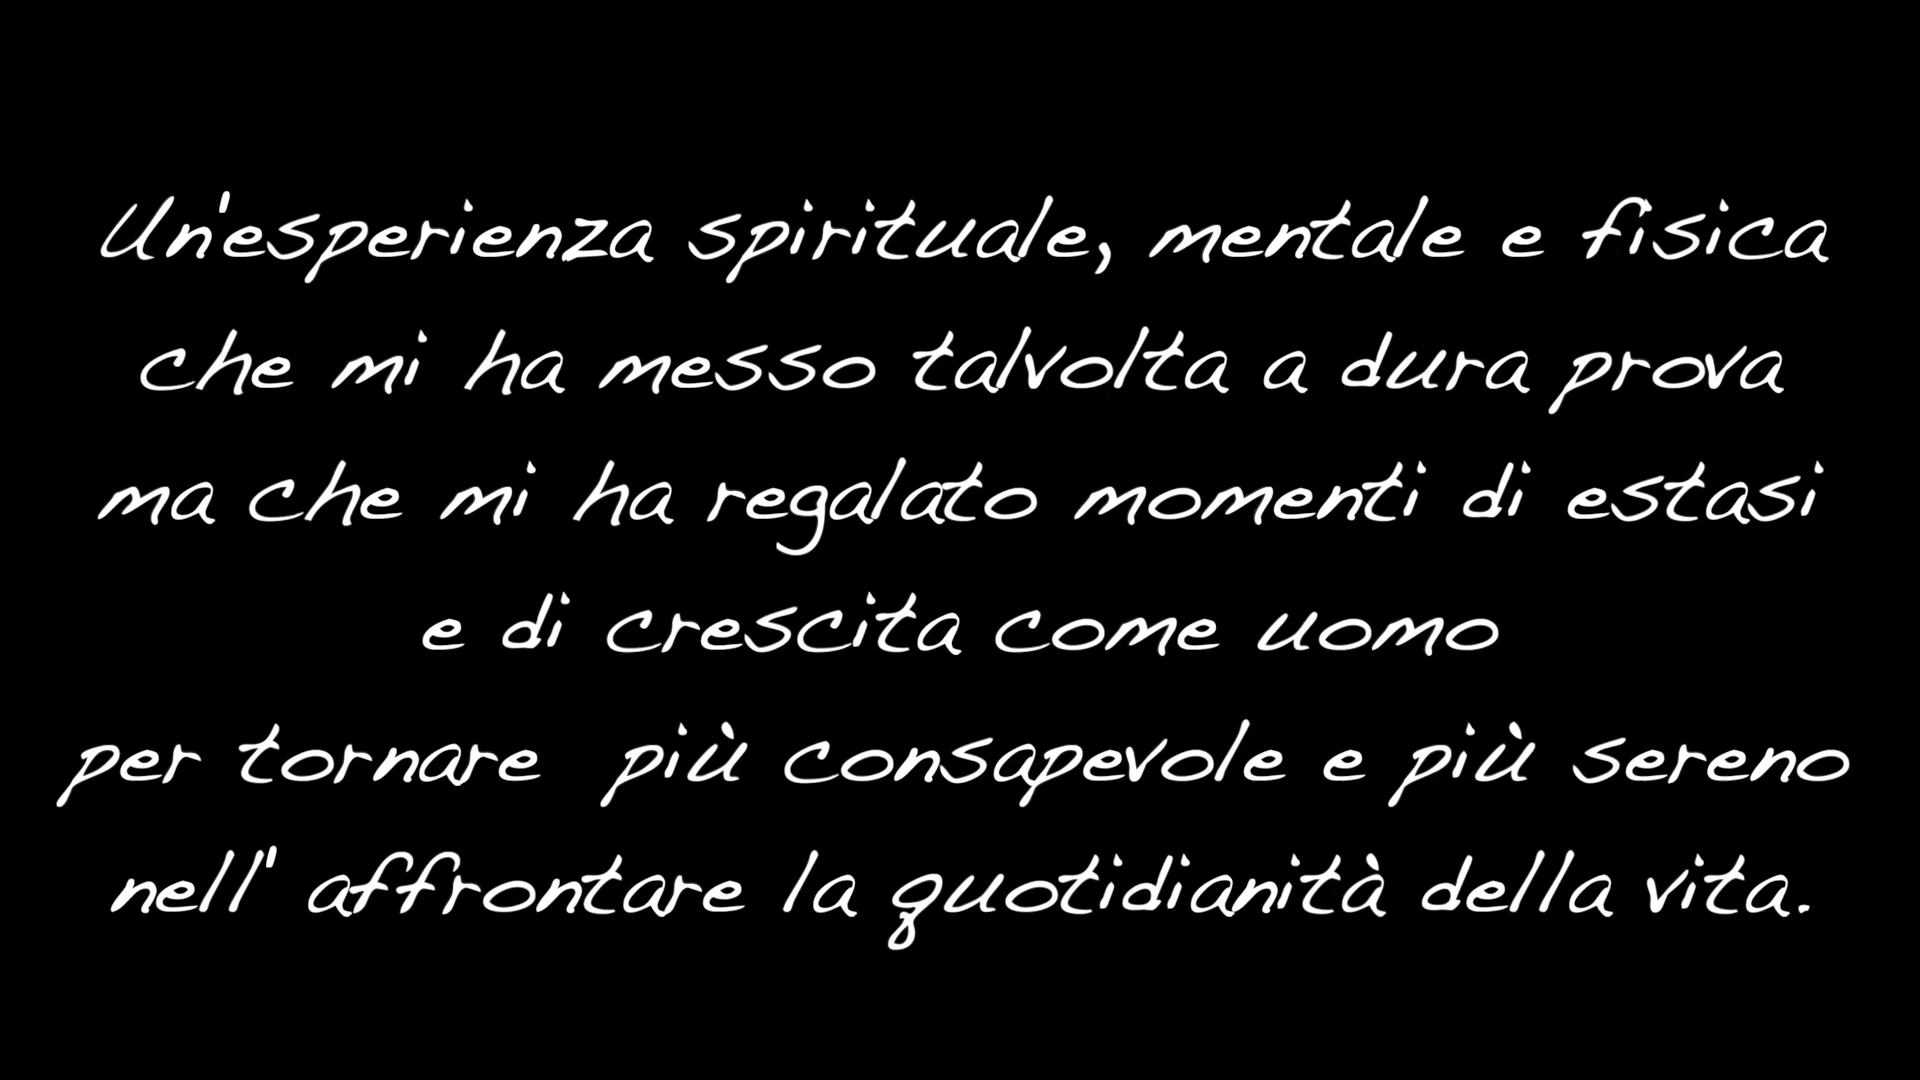 Un'esperienza spirituale, mentale e fisica
che mi ha messo talvolta a dura prova
ma che mi ha regalato momenti di estasi
e di crescita come uomo
per tornare  più consapevole e più sereno
nell' affrontare la quotidianità della vita.